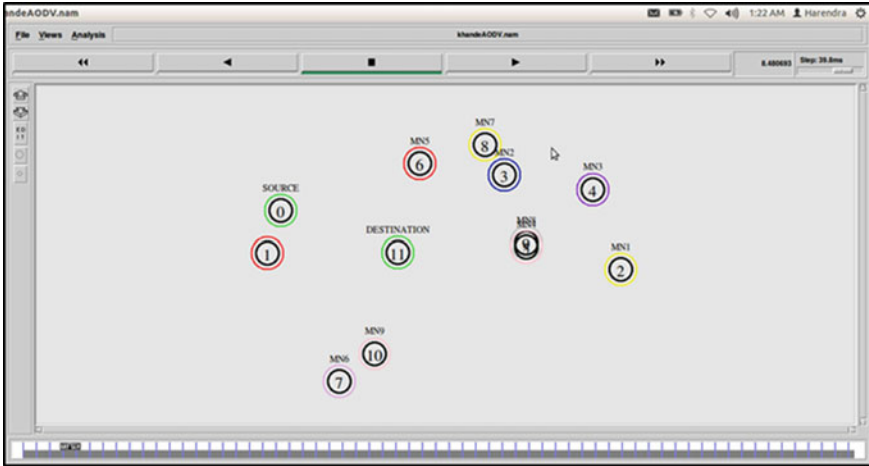 andeAODV.nam
1:22 AM Harendra
File Views Analysis
khandeAODV.nam
8.480693
Step: 39.8ms
MN7
8
MN5
6
MN2
3
MN3
4
SOURCE
0
DESTINATION
11
1
MN1
2
MN9
10
MN6
7